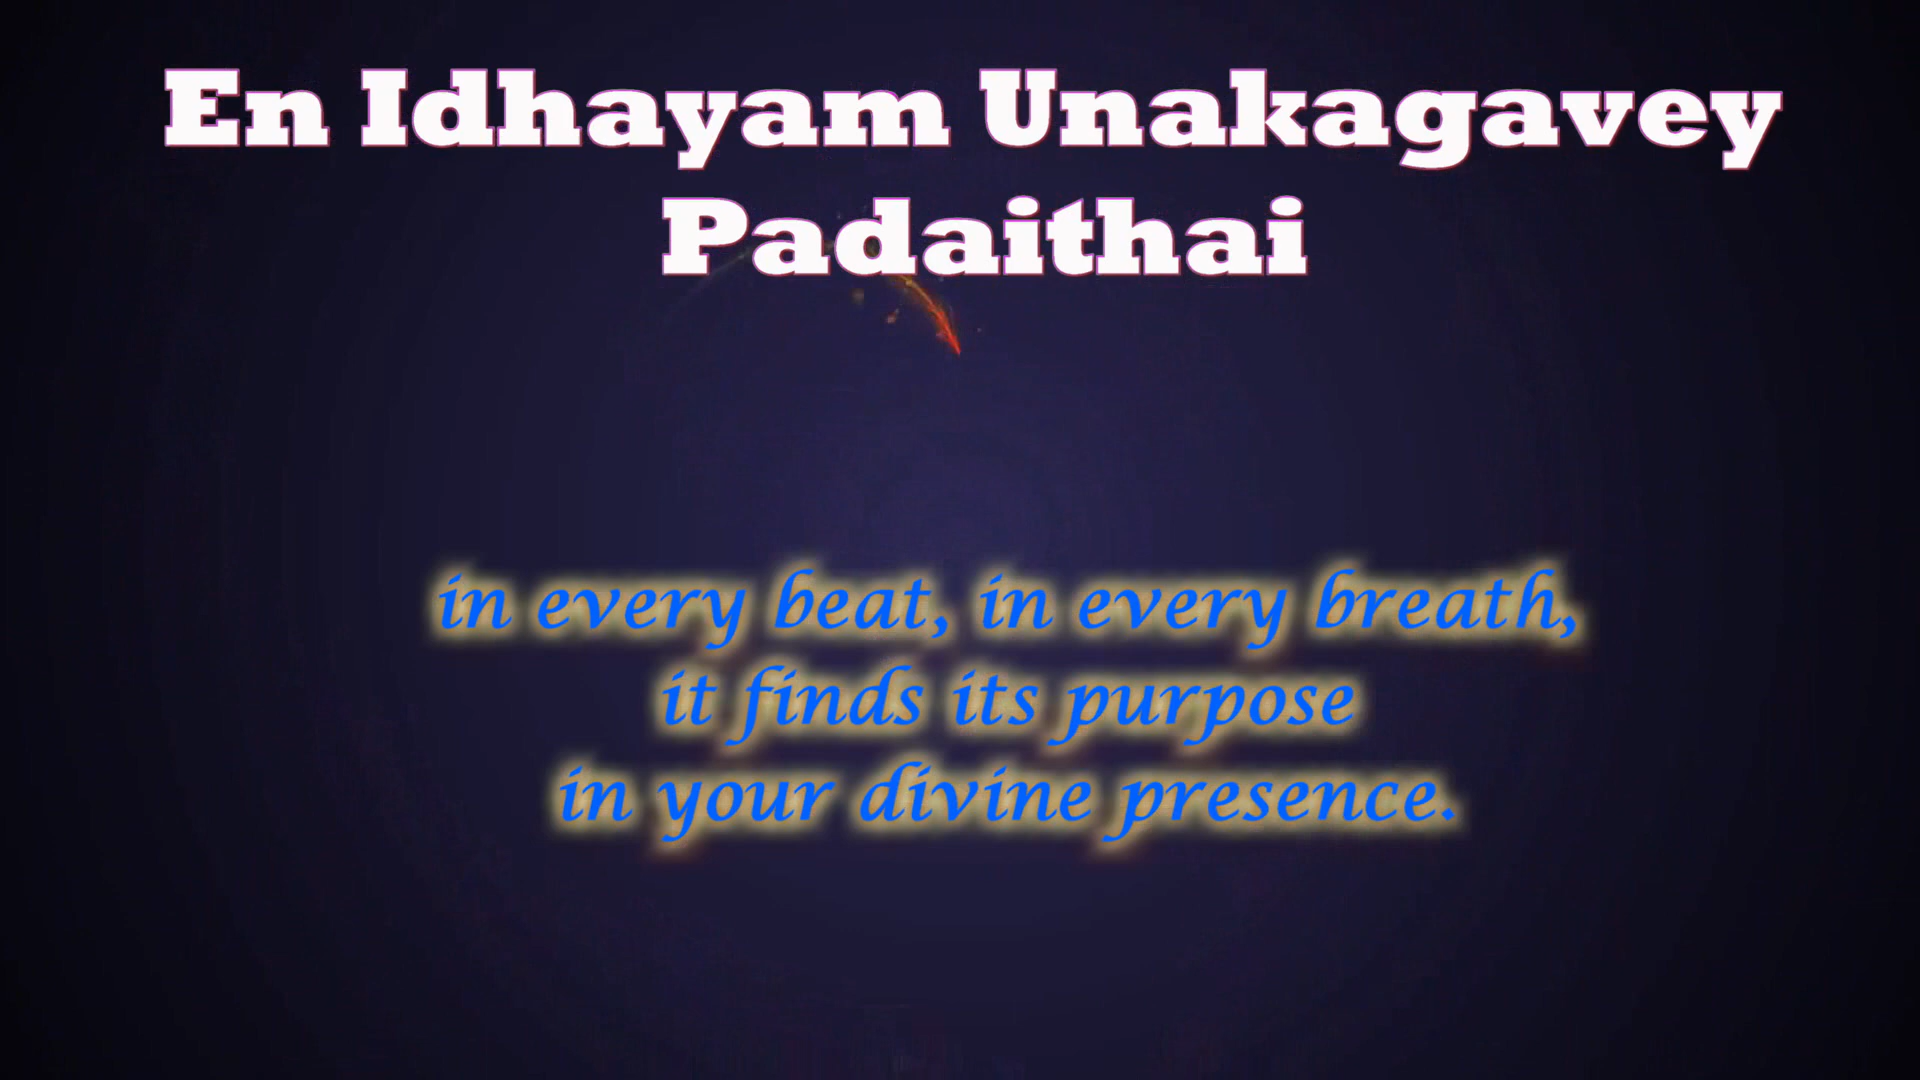 En Idhayam Unakagavey
Padaithai
in every beat, in every breath,
it finds its purpose
in your divine presence.